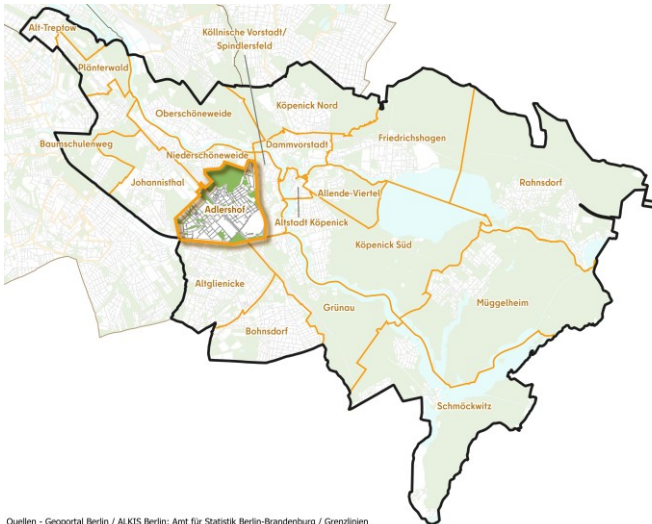 Alt-Treptow
Köllnische Vorstadt/
Spindlersfeld
Plänterwald
Köpenick Nord
Oberschöneweide
Baumschulenweg
Dammvorstadt
Friedrichshagen
Niederschöneweide
Johannisthal
Allende-Viertel
Rahnsdorf
Adlershof
Altstadt Köpenick
Köpenick Süd
Altglienicke
Grünau
Müggelheim
Bohnsdorf
Schmöckwitz
Quellen - Geoportal Berlin / ALKIS Berlin; Amt für Statistik Berlin-Brandenburg / Grenzlinien